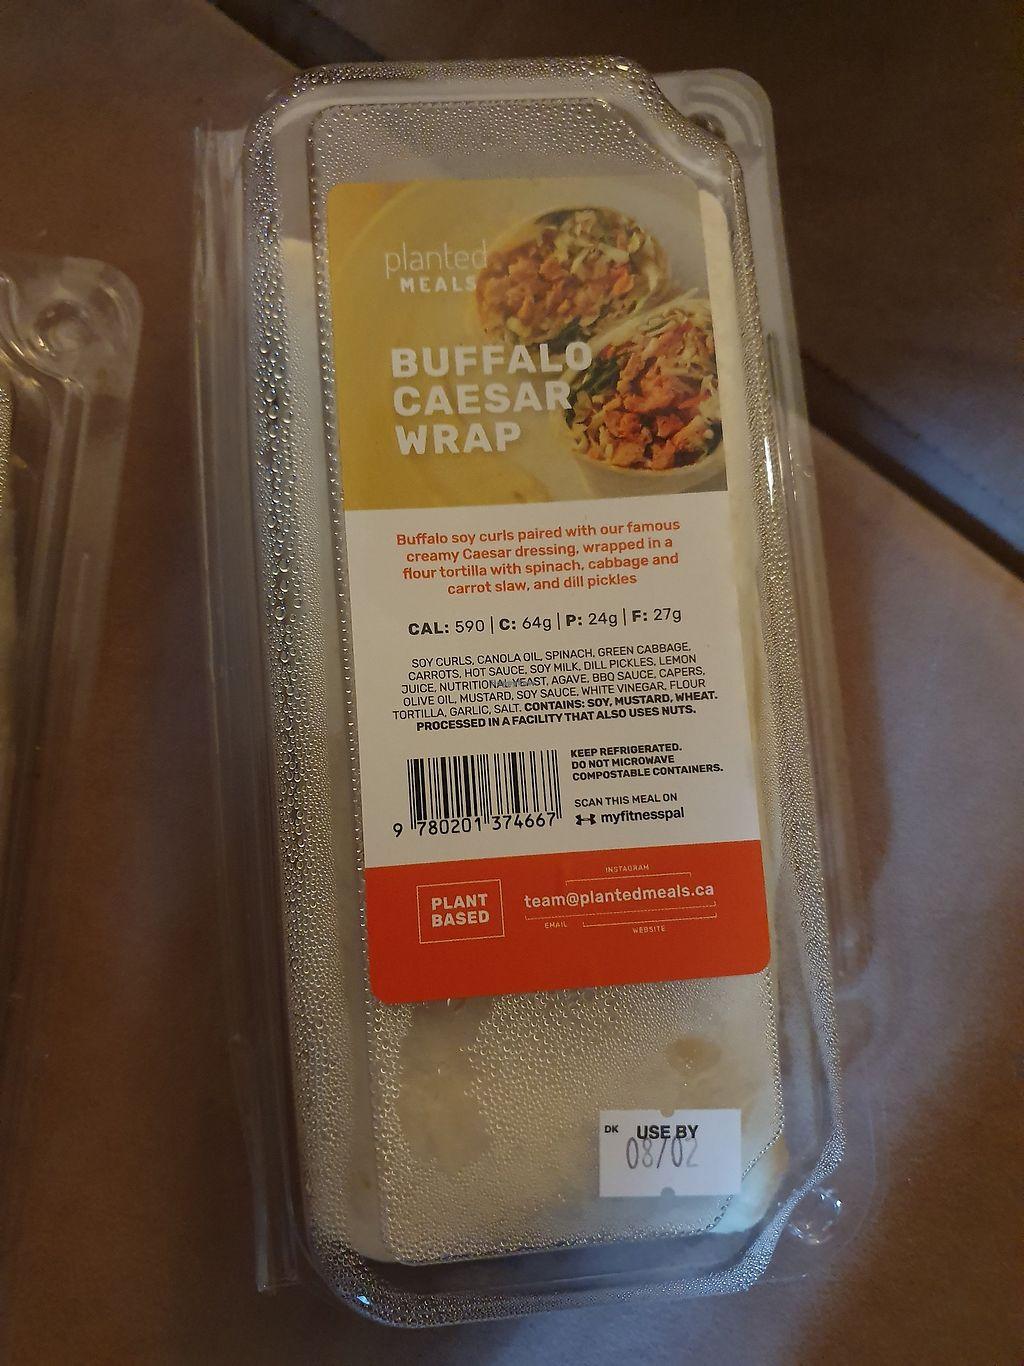 planted
MEALS
BUFFALO
CAESAR
WRAP
Buffalo soy curls paired with our famous
creamy Caesar dressing, wrapped in a
flour tortilla with spinach, cabbage and
carrot slaw, and dill pickles
CAL: 590 | C: 64g | P: 24g | F: 27g
SOY CURLS, CANOLA OIL, SPINACH, GREEN CABBAGE,
CARROTS, HOT SAUCE, SOY MILK, DILL PICKLES, LEMON
JUICE, NUTRITIONAL YEAST, AGAVE, BBQ SAUCE, CAPERS,
OLIVE OIL, MUSTARD, SOY SAUCE, WHITE VINEGAR, FLOUR
TORTILLA, GARLIC, SALT. CONTAINS: SOY, MUSTARD, WHEAT.
PROCESSED IN A FACILITY THAT ALSO USES NUTS.
KEEP REFRIGERATED.
DO NOT MICROWAVE
COMPOSTABLE CONTAINERS.
SCAN THIS MEAL ON
myfitnesspal
9 780201 374667
PLANT
BASED
INSTAGRAM
team@plantedmeals.ca
EMAIL
WEBSITE
DK USE BY
08/02